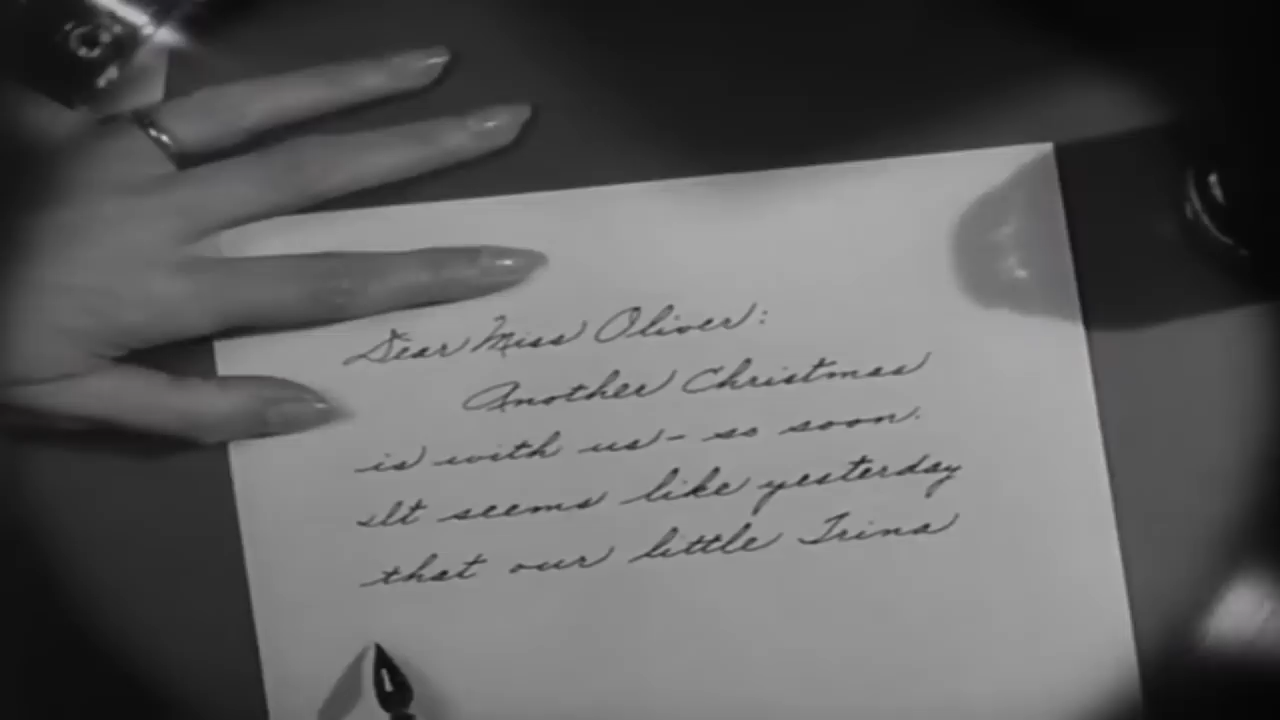 Dear Miss Oliver:
Another Christmas
is with us- so soon.
It seems like yesterday
that our little Trina